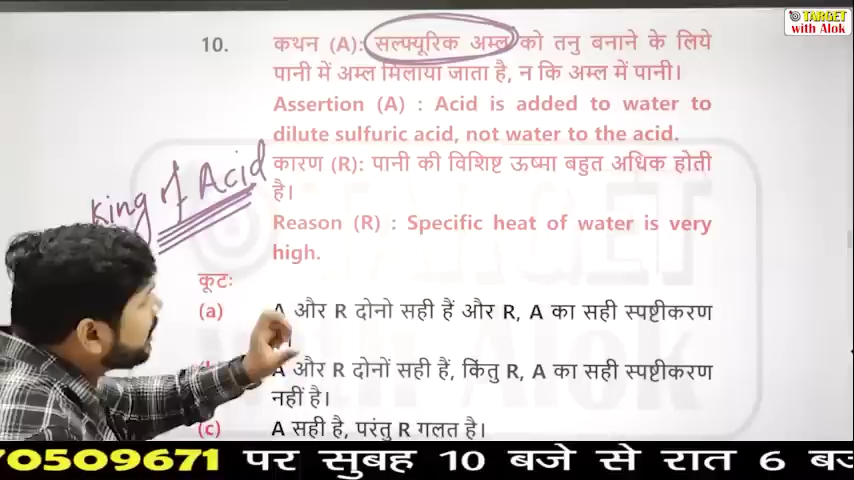 TARGET
with Alok
10. कथन (A): सल्फ्यूरिक अम्ल को तनु बनाने के लिये
पानी में अम्ल मिलाया जाता है, न कि अम्ल में पानी।
Assertion (A) : Acid is added to water to
dilute sulfuric acid, not water to the acid.
King of Acid
कारण (R): पानी की विशिष्ट ऊष्मा बहुत अधिक होती
है।
Reason (R) : Specific heat of water is very
high.
कूटः
(a) A और R दोनो सही हैं और R, A का सही स्पष्टीकरण
A और R दोनों सही हैं, किंतु R, A का सही स्पष्टीकरण
नहीं है।
(c) A सही है, परंतु R गलत है।
70509671 पर सुबह 10 बजे से रात 6 बज